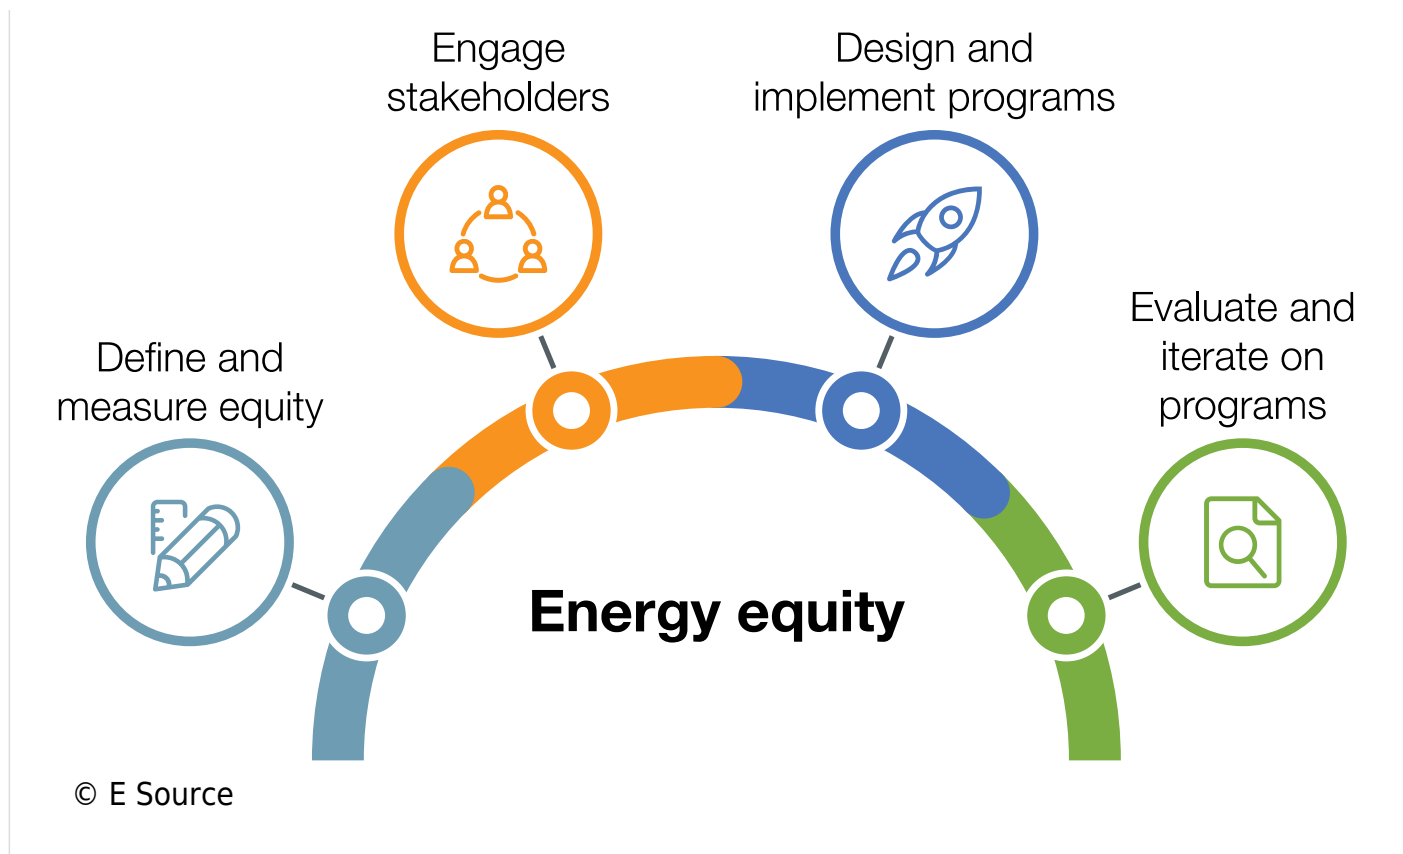 Engage
stakeholders
Design and
implement programs
Define and
measure equity
Evaluate and
iterate on
programs
Energy equity
© E Source